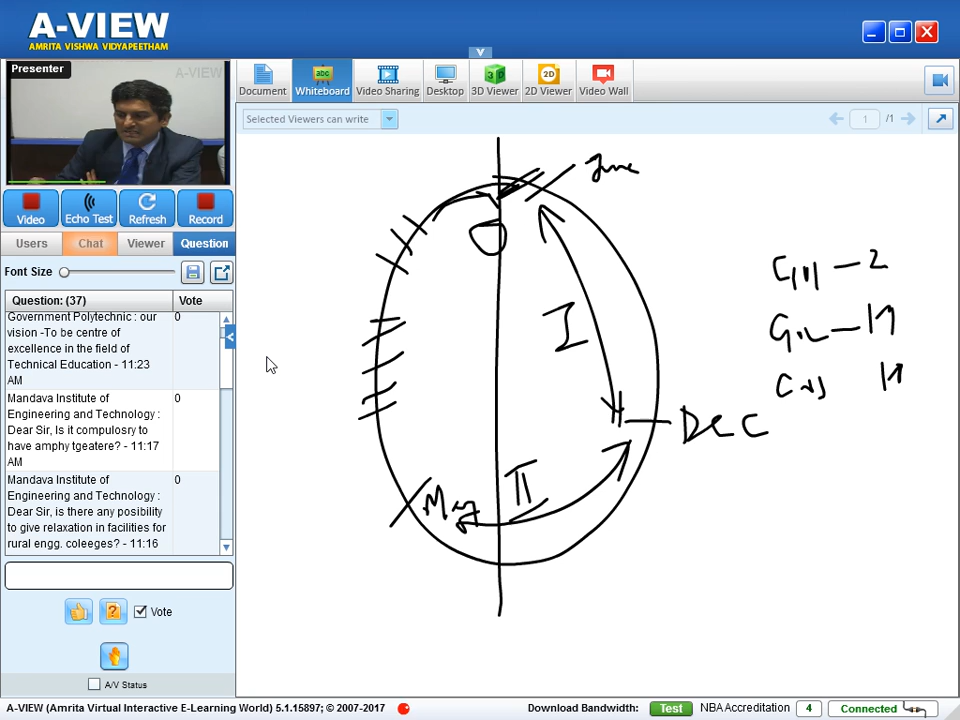 A-VIEW
AMRITA VISHWA VIDYAPEETHAM
Presenter
A-VIEW
Document
Whiteboard
Video Sharing
Desktop
3D Viewer
2D Viewer
Video Wall
Selected Viewers can write
1 /1
Video
Echo Test
Refresh
Record
Users
Chat
Viewer
Question
Font Size
Question: (37) Vote
Government Polytechnic : our 0
vision -To be centre of
excellence in the field of
Technical Education - 11:23
AM
Mandava Institute of 0
Engineering and Technology :
Dear Sir, Is it compulosry to
have amphy tgeatere? - 11:17
AM
Mandava Institute of 0
Engineering and Technology :
Dear Sir, is there any posibility
to give relaxation in facilities for
rural engg. coleeges? - 11:16
Vote
A/V Status
June
I
DEC
II
May
A-VIEW (Amrita Virtual Interactive E-Learning World) 5.1.15897; © 2007-2017
Download Bandwidth: Test NBA Accreditation 4 Connected